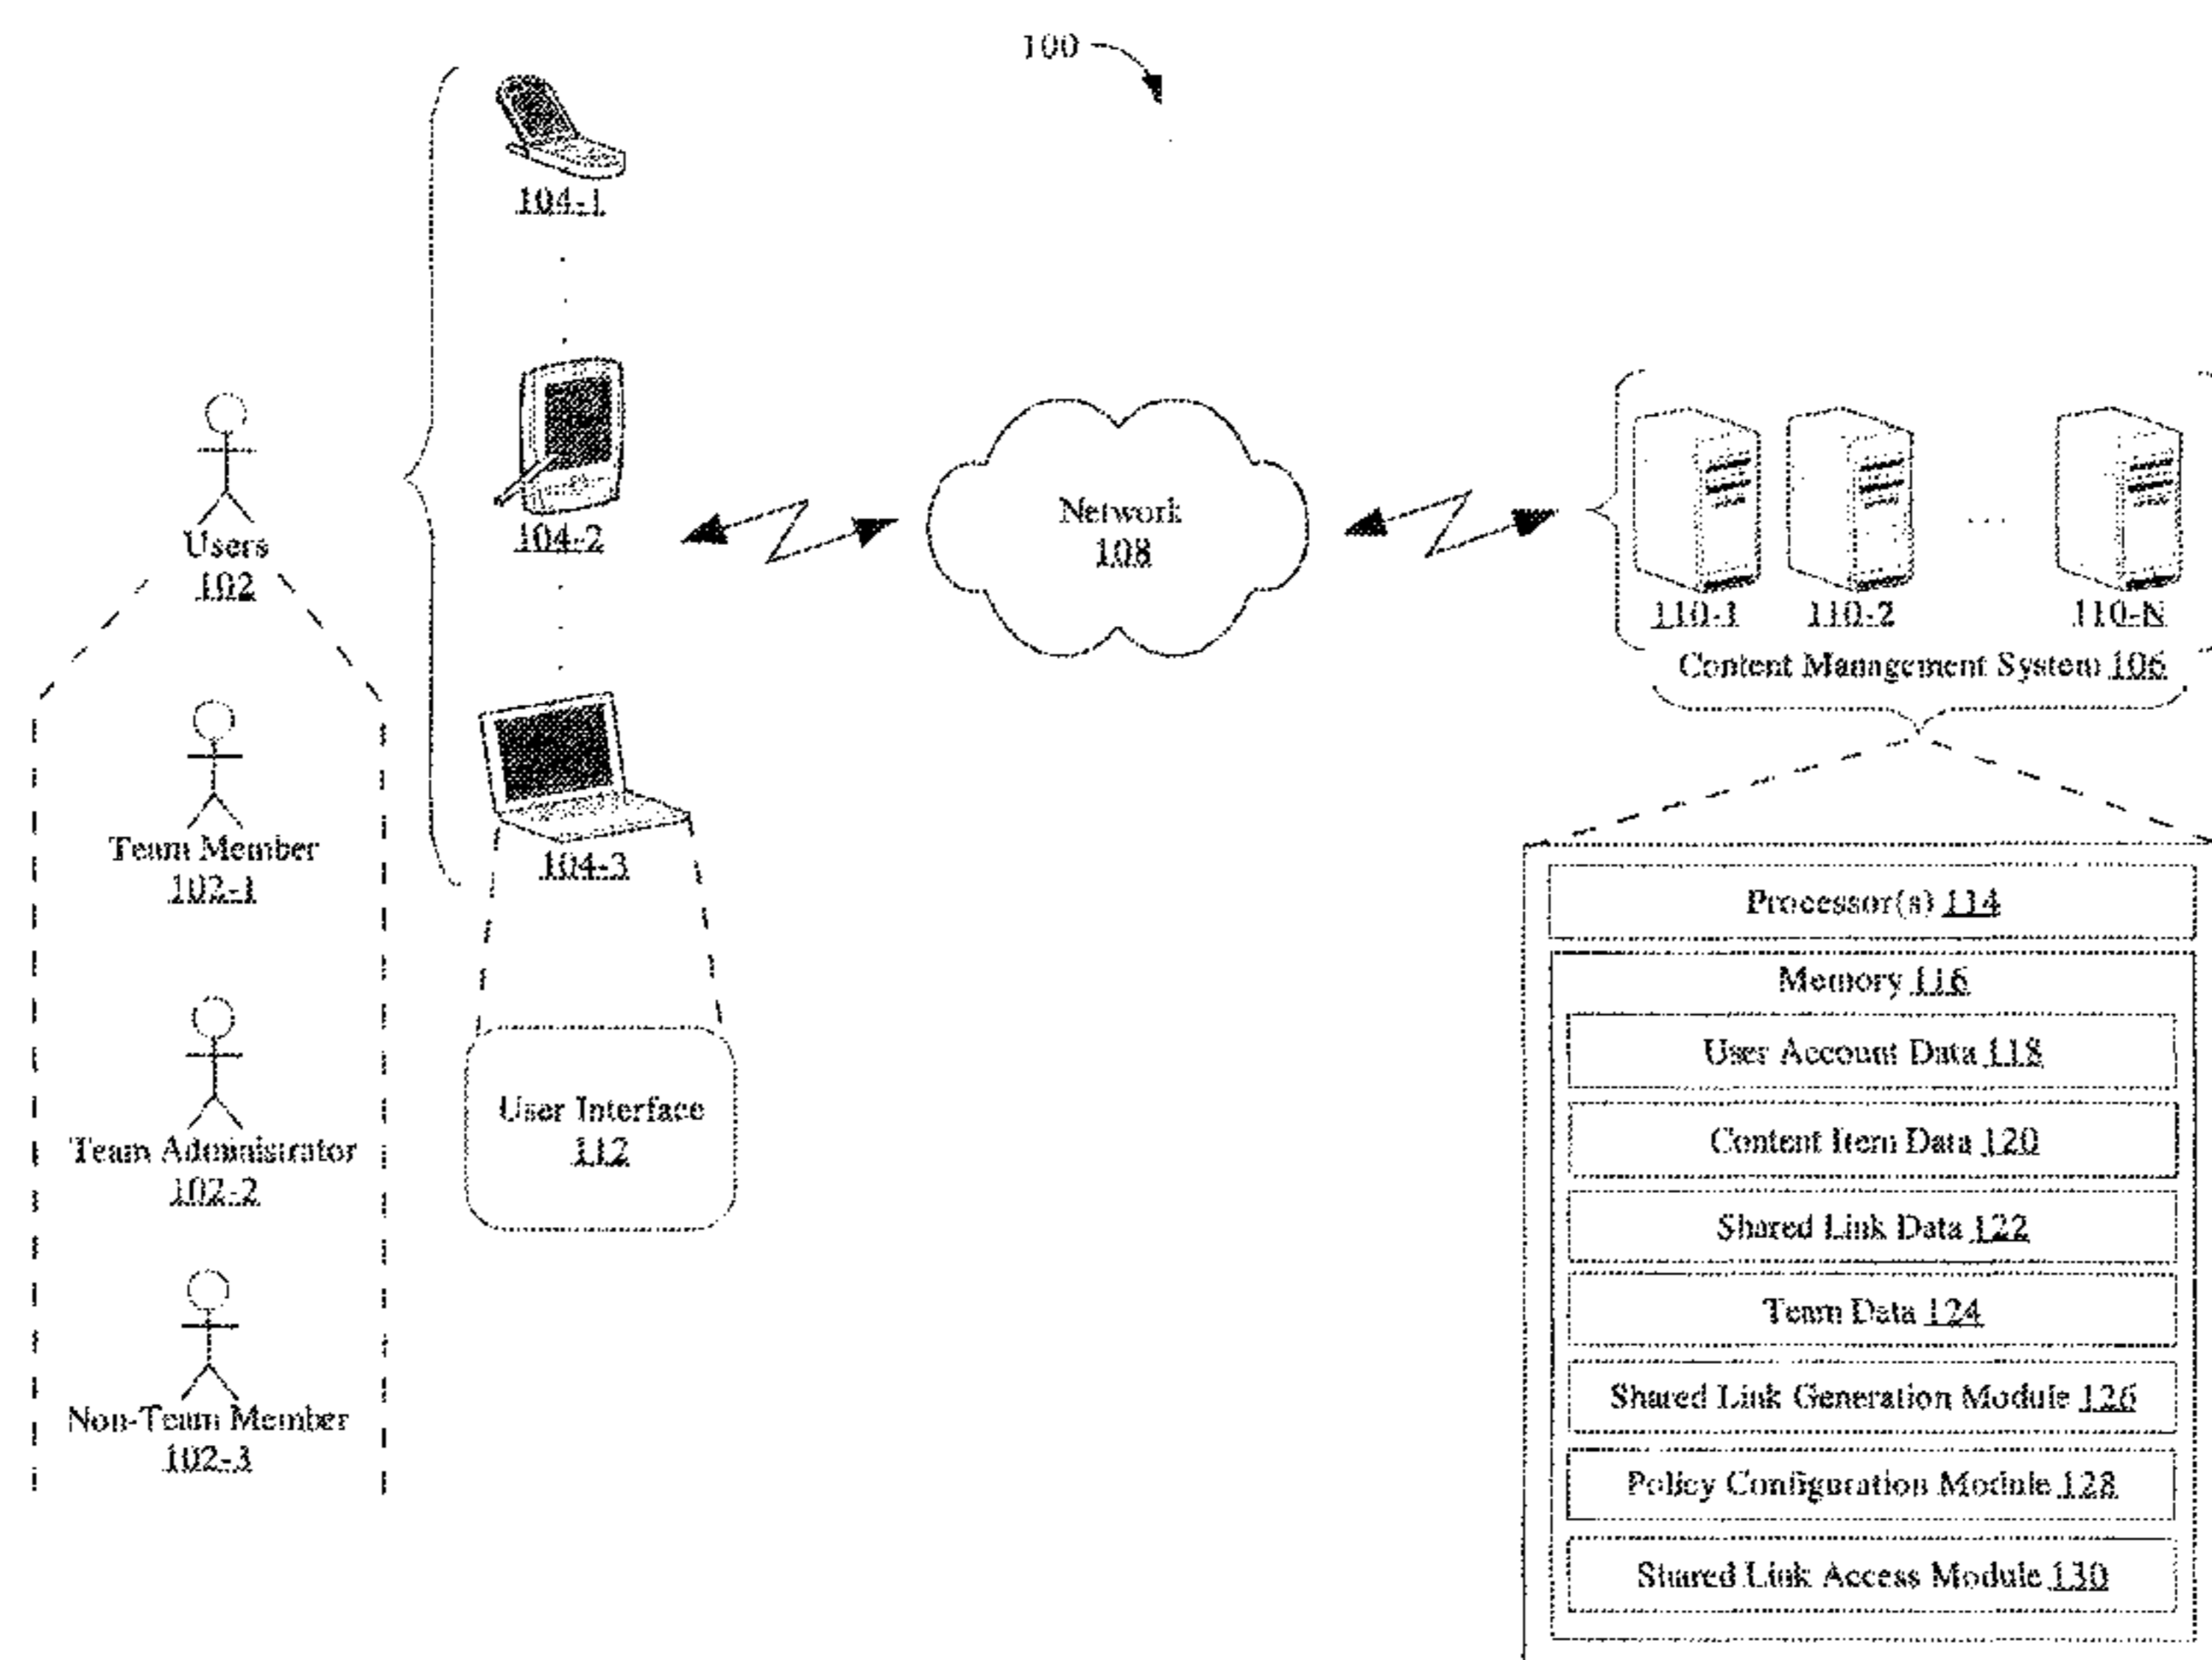 100
104-1
104-2
104-3
Users
102
Team Member
102-1
Team Administrator
102-2
Non-Team Member
102-3
User Interface
112
Network
108
110-1
110-2
...
110-N
Content Management System 106
Processor(s) 114
Memory 116
User Account Data 118
Content Item Data 120
Shared Link Data 122
Team Data 124
Shared Link Generation Module 126
Policy Configuration Module 128
Shared Link Access Module 130